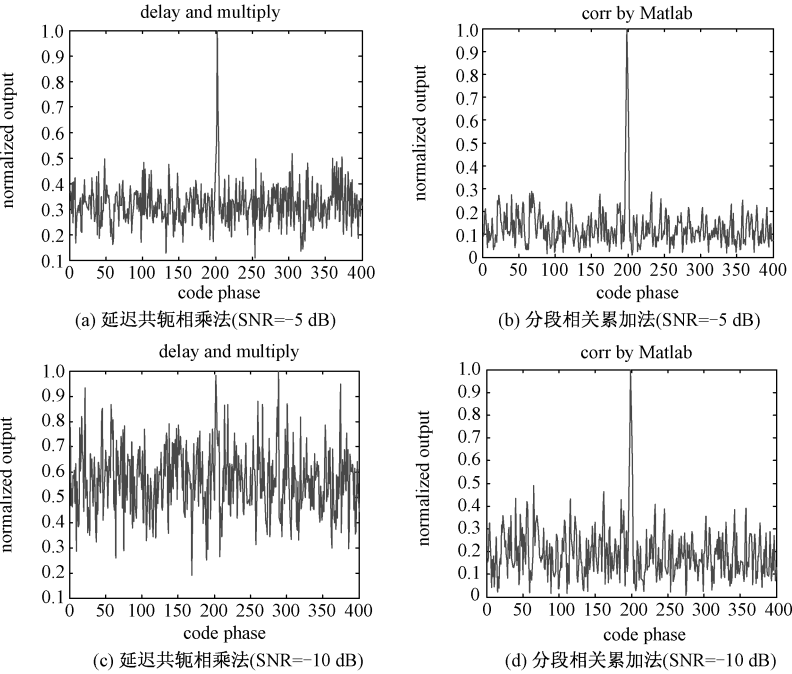 delay and multiply
normalized output
1.0
0.9
0.8
0.7
0.6
0.5
0.4
0.3
0.2
0.1
0 50 100 150 200 250 300 350 400
code phase
(a) 延迟共轭相乘法(SNR=−5 dB)
corr by Matlab
normalized output
1.0
0.9
0.8
0.7
0.6
0.5
0.4
0.3
0.2
0.1
0
0 50 100 150 200 250 300 350 400
code phase
(b) 分段相关累加法(SNR=−5 dB)
delay and multiply
normalized output
1.0
0.9
0.8
0.7
0.6
0.5
0.4
0.3
0.2
0.1
0 50 100 150 200 250 300 350 400
code phase
(c) 延迟共轭相乘法(SNR=−10 dB)
corr by Matlab
normalized output
1.0
0.9
0.8
0.7
0.6
0.5
0.4
0.3
0.2
0.1
0
0 50 100 150 200 250 300 350 400
code phase
(d) 分段相关累加法(SNR=−10 dB)